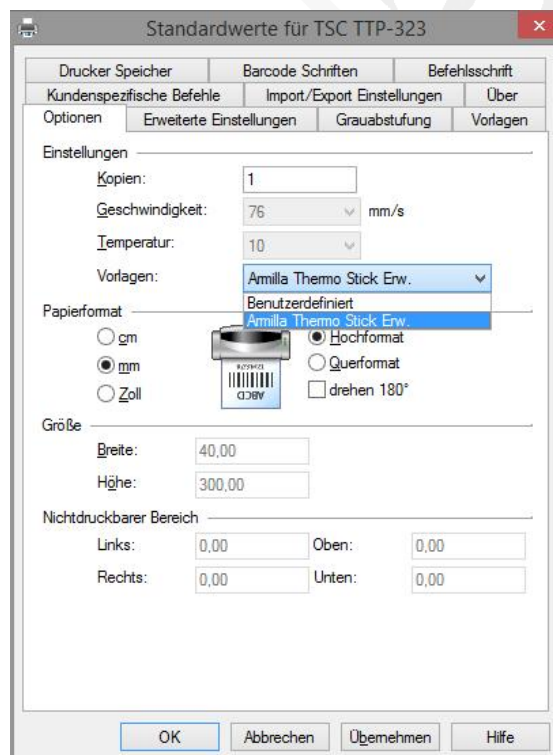 Standardwerte für TSC TTP-323
Drucker Speicher Barcode Schriften Befehlsschrift
Kundenspezifische Befehle Import/Export Einstellungen Über
Optionen Erweiterte Einstellungen Grauabstufung Vorlagen
Einstellungen
Kopien: 1
Geschwindigkeit: 76 mm/s
Temperatur: 10
Vorlagen: Armilla Thermo Stick Erw.
Benutzerdefiniert
Armilla Thermo Stick Erw.
Papierformat
cm Hochformat
mm Querformat
Zoll drehen 180°
ABCD
Größe
Breite: 40,00
Höhe: 300,00
Nichtdruckbarer Bereich
Links: 0,00 Oben: 0,00
Rechts: 0,00 Unten: 0,00
OK Abbrechen Übernehmen Hilfe